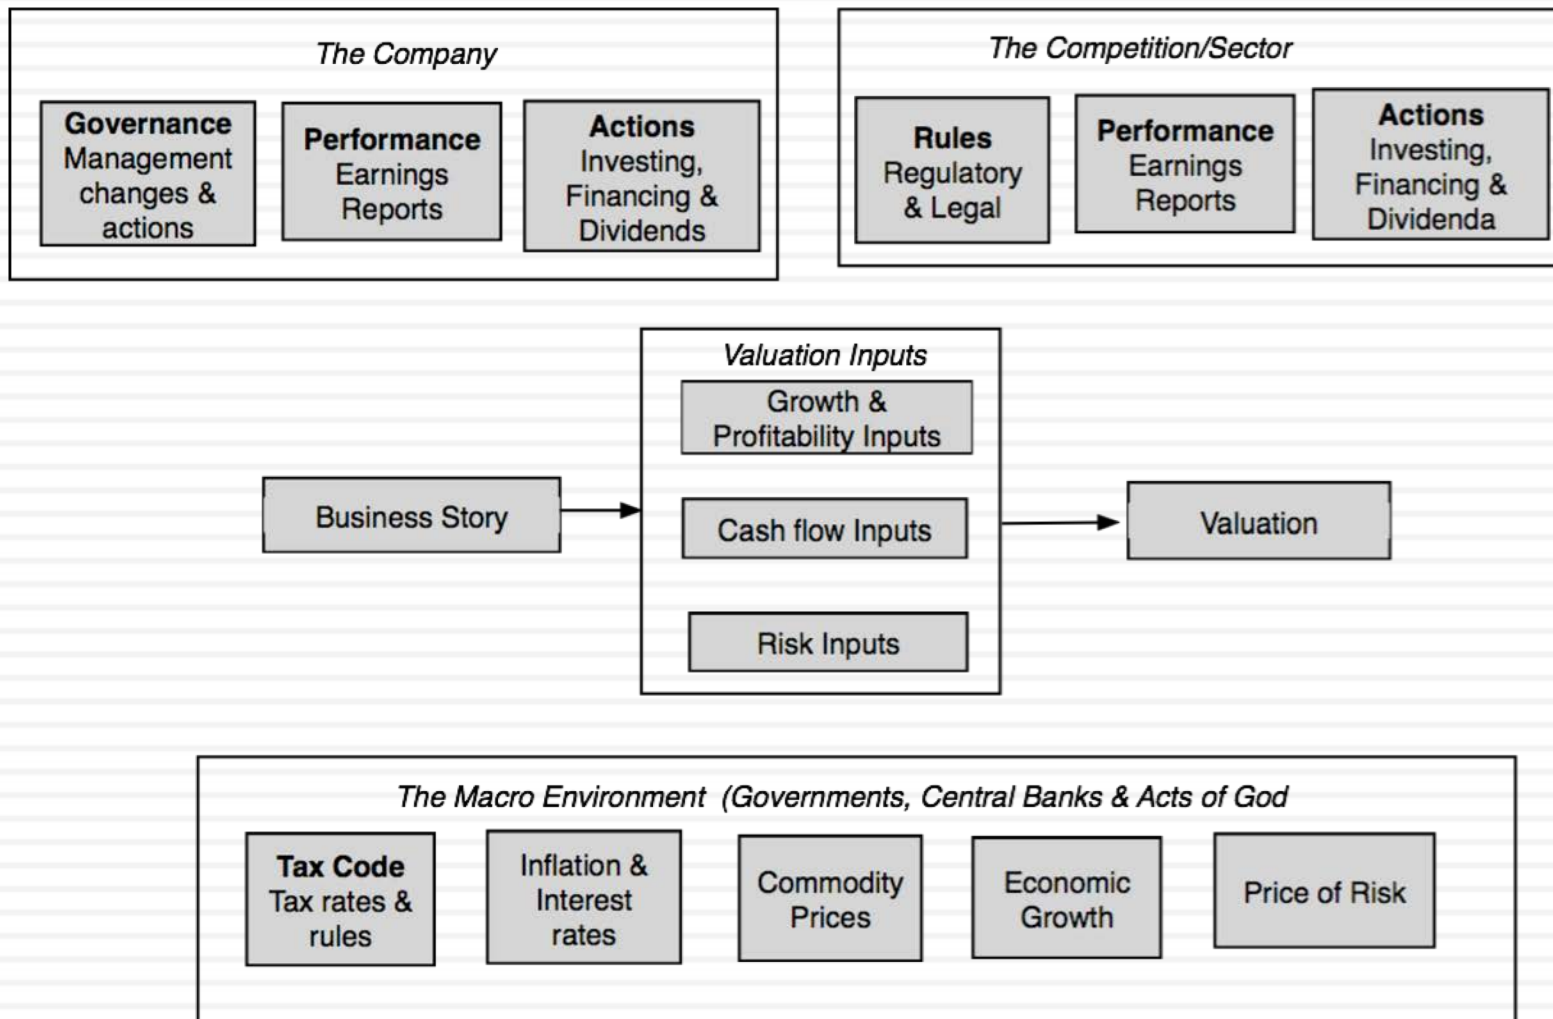 The Company
Governance
Management
changes &
actions
Performance
Earnings
Reports
Actions
Investing,
Financing &
Dividends
The Competition/Sector
Rules
Regulatory
& Legal
Performance
Earnings
Reports
Actions
Investing,
Financing &
Dividenda
Valuation Inputs
Growth &
Profitability Inputs
Business Story
Cash flow Inputs
Valuation
Risk Inputs
The Macro Environment (Governments, Central Banks & Acts of God
Tax Code
Tax rates &
rules
Inflation &
Interest
rates
Commodity
Prices
Economic
Growth
Price of Risk